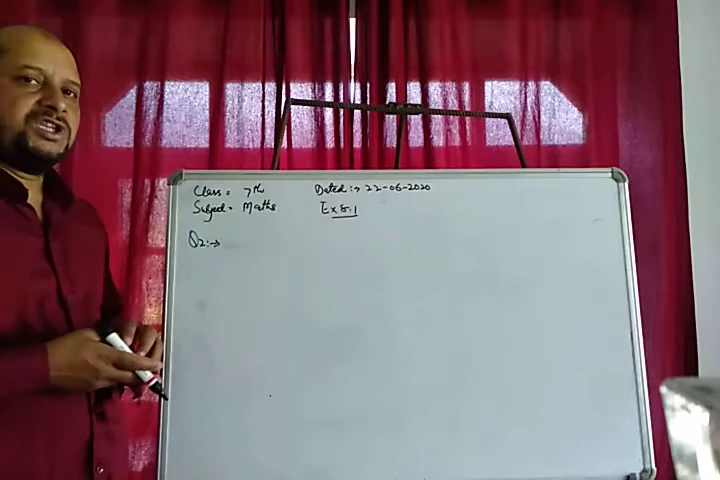 Class = 7th Dated :→ 22-06-2020
Subject = Maths Ex 8.1
Q2:→